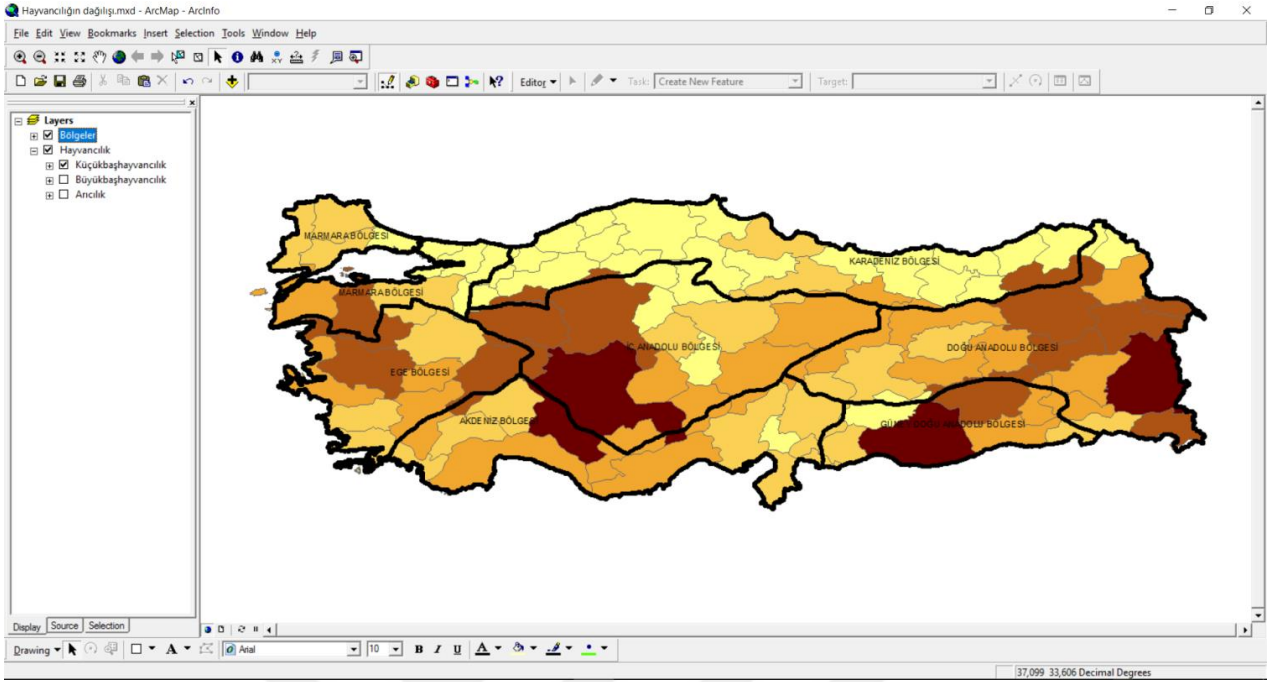 Hayvancılığın dağılışı.mxd - ArcMap - ArcInfo
File Edit View Bookmarks Insert Selection Tools Window Help
Editor Task: Create New Feature Target:
Layers
Bölgeler
Hayvancılık
Küçükbaşhayvancılık
Büyükbaşhayvancılık
Arıcılık
MARMARA BÖLGESİ
KARADENİZ BÖLGESİ
MARMARA BÖLGESİ
İÇ ANADOLU BÖLGESİ
DOĞU ANADOLU BÖLGESİ
EGE BÖLGESİ
AKDENİZ BÖLGESİ
GÜNEY DOĞU ANADOLU BÖLGESİ
Display Source Selection
Drawing A Arial 10 B I U A
37,099 33,606 Decimal Degrees